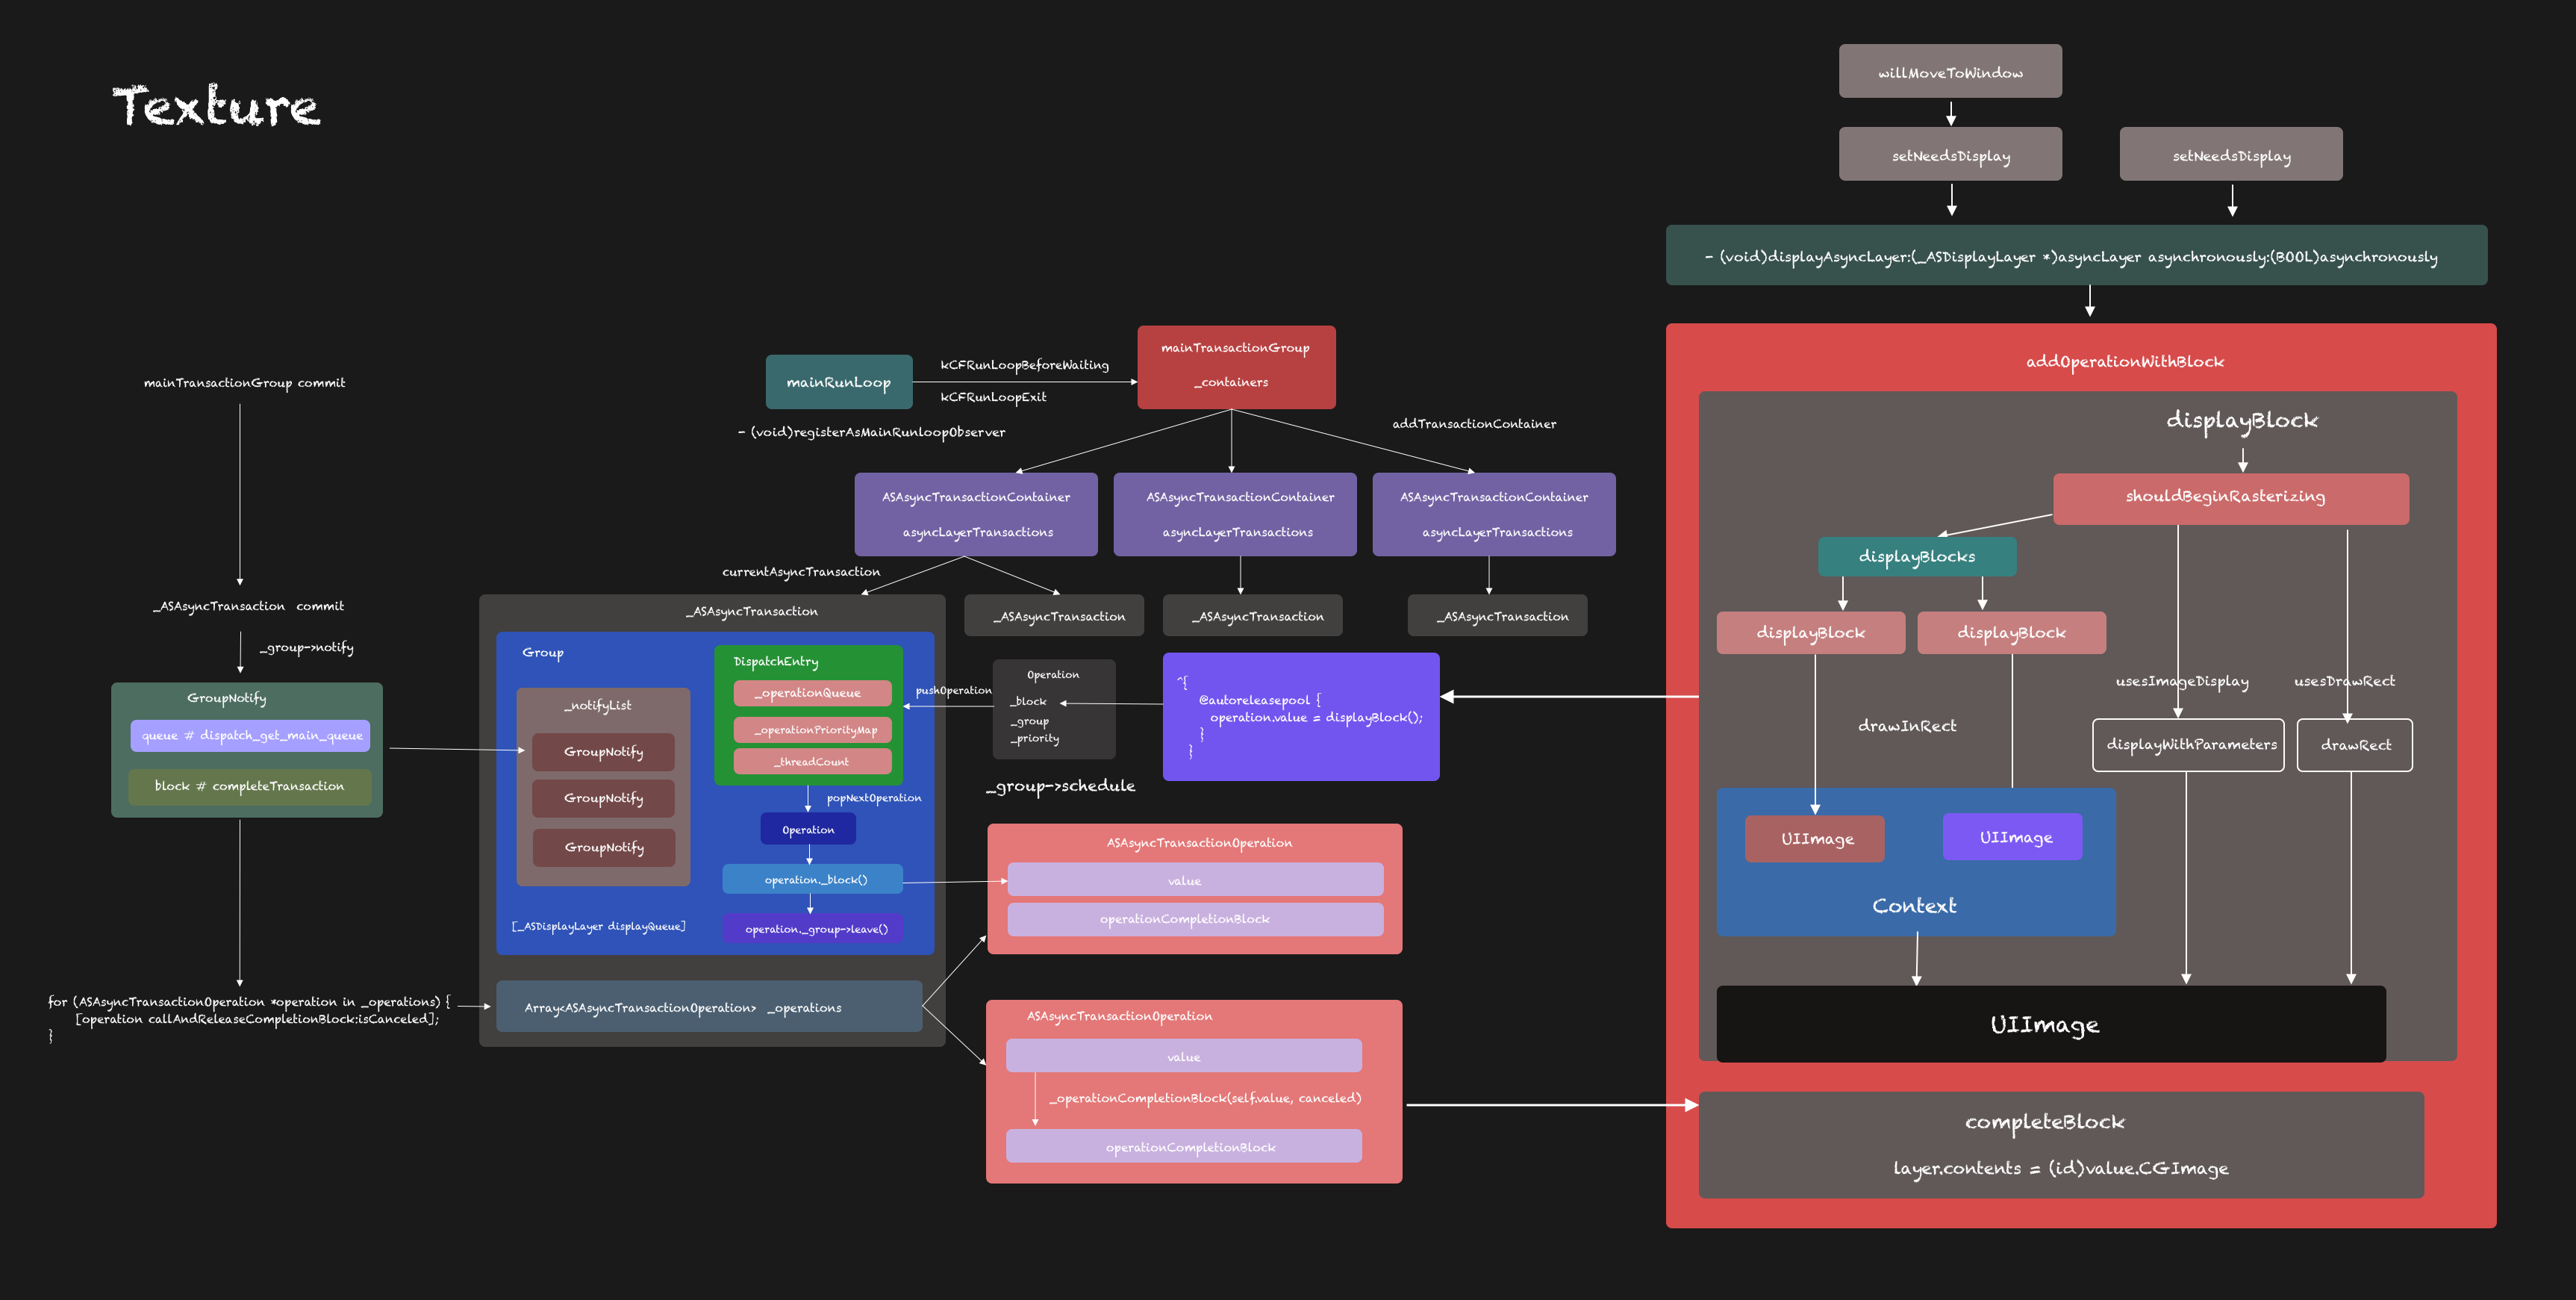 Texture
willMoveToWindow
setNeedsDisplay
setNeedsDisplay
- (void)displayAsyncLayer:(_ASDisplayLayer *)asyncLayer asynchronously:(BOOL)asynchronously
mainTransactionGroup commit
_ASAsyncTransaction commit
_group->notify
GroupNotify
queue # dispatch_get_main_queue
block # completeTransaction
for (ASAsyncTransactionOperation *operation in _operations) {
[operation callAndReleaseCompletionBlock:isCanceled];
}
mainRunLoop
kCFRunLoopBeforeWaiting
kCFRunLoopExit
- (void)registerAsMainRunloopObserver
mainTransactionGroup
_containers
addTransactionContainer
ASAsyncTransactionContainer
asyncLayerTransactions
ASAsyncTransactionContainer
asyncLayerTransactions
ASAsyncTransactionContainer
asyncLayerTransactions
currentAsyncTransaction
_ASAsyncTransaction
_ASAsyncTransaction
_ASAsyncTransaction
_ASAsyncTransaction
Group
_notifyList
GroupNotify
GroupNotify
GroupNotify
[_ASDisplayLayer displayQueue]
DispatchEntry
_operationQueue
_operationPriorityMap
_threadCount
popNextOperation
Operation
operation._block()
operation._group->leave()
Array<ASAsyncTransactionOperation> _operations
pushOperation
Operation
_block
_group
_priority
_group->schedule
^{
@autoreleasepool {
operation.value = displayBlock();
}
}
ASAsyncTransactionOperation
value
operationCompletionBlock
ASAsyncTransactionOperation
value
_operationCompletionBlock(self.value, canceled)
operationCompletionBlock
addOperationWithBlock
displayBlock
shouldBeginRasterizing
displayBlocks
displayBlock
displayBlock
usesImageDisplay
usesDrawRect
drawInRect
displayWithParameters
drawRect
UIImage
UIImage
Context
UIImage
completeBlock
layer.contents = (id)value.CGImage